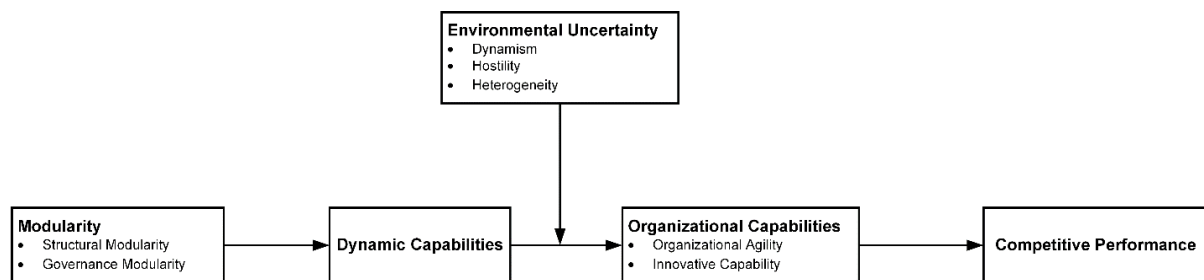 Environmental Uncertainty
• Dynamism
• Hostility
• Heterogeneity
Modularity
• Structural Modularity
• Governance Modularity
Dynamic Capabilities
Organizational Capabilities
• Organizational Agility
• Innovative Capability
Competitive Performance